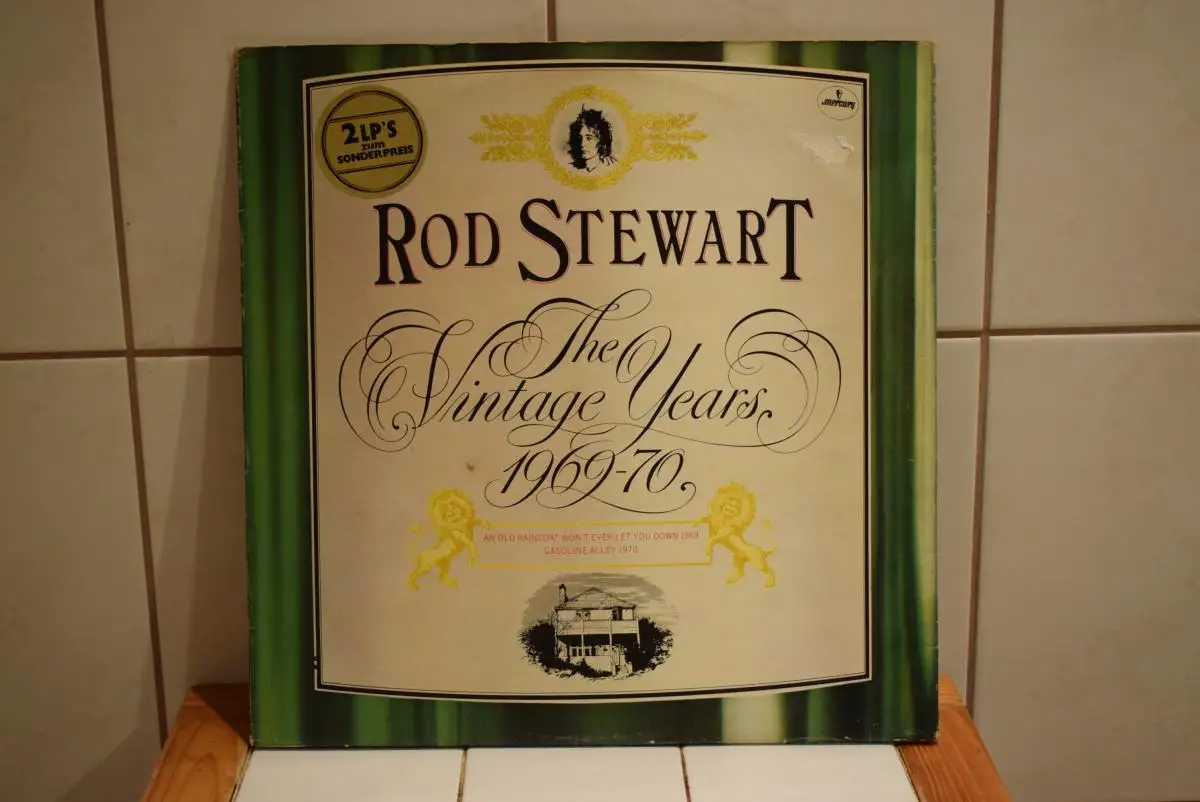 2 LP'S
zum
SONDERPREIS
mercury
ROD STEWART
The
Vintage Years
1969-70
AN OLD RAINCOAT WON'T EVER LET YOU DOWN 1969
GASOLINE ALLEY 1970